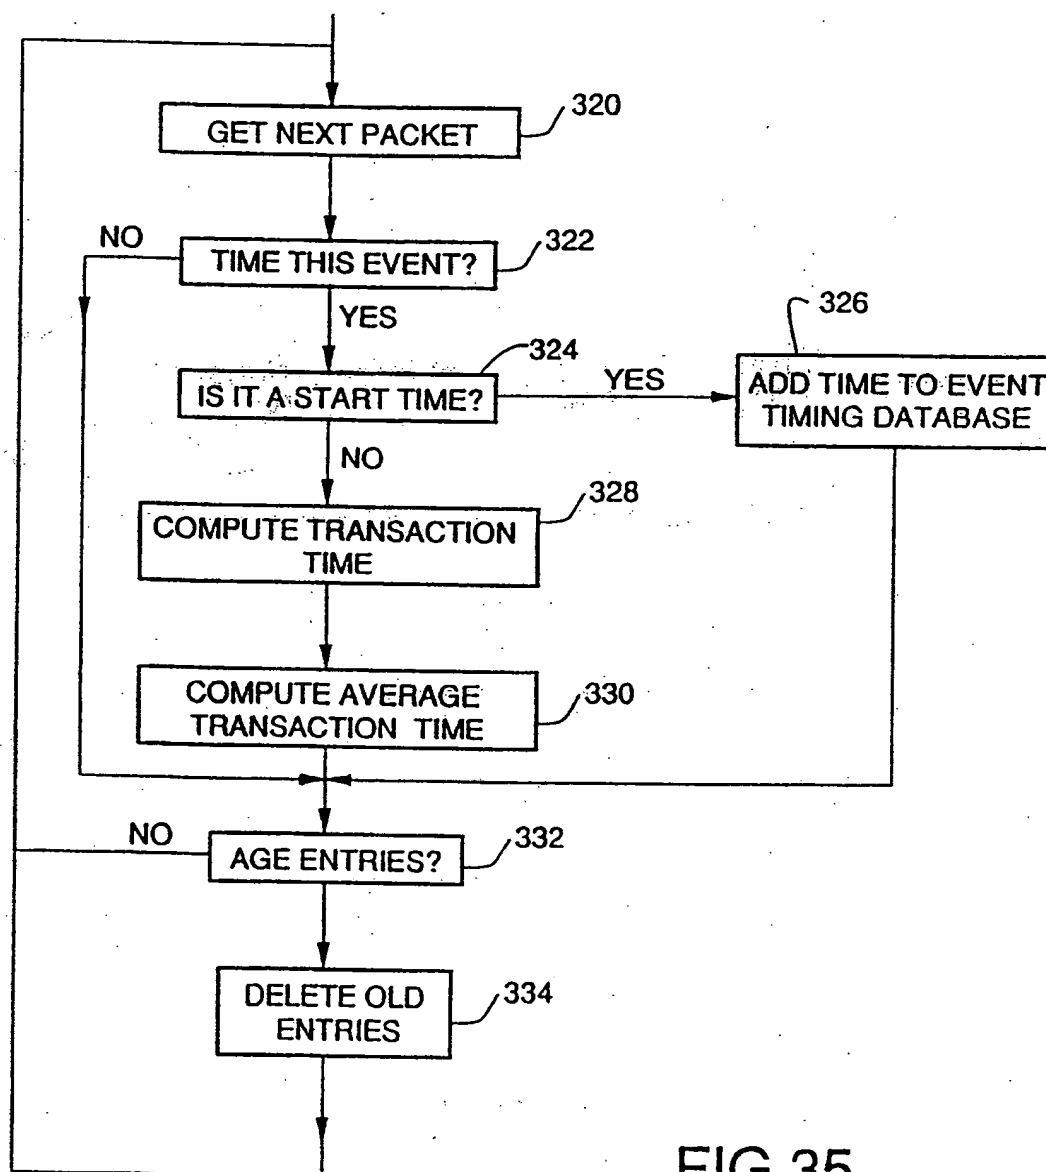 320
GET NEXT PACKET
NO
322
TIME THIS EVENT?
YES
324
326
IS IT A START TIME?
YES
ADD TIME TO EVENT
TIMING DATABASE
NO
328
COMPUTE TRANSACTION
TIME
COMPUTE AVERAGE
TRANSACTION TIME
330
NO
332
AGE ENTRIES?
DELETE OLD
ENTRIES
334
FIG 35